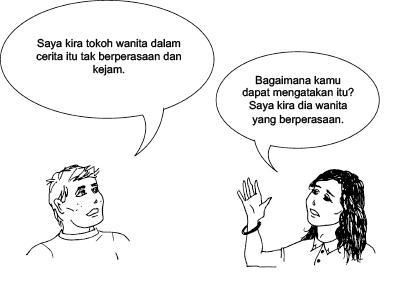 Saya kira tokoh wanita dalam
cerita itu tak berperasaan dan
kejam.
Bagaimana kamu
dapat mengatakan itu?
Saya kira dia wanita
yang berperasaan.